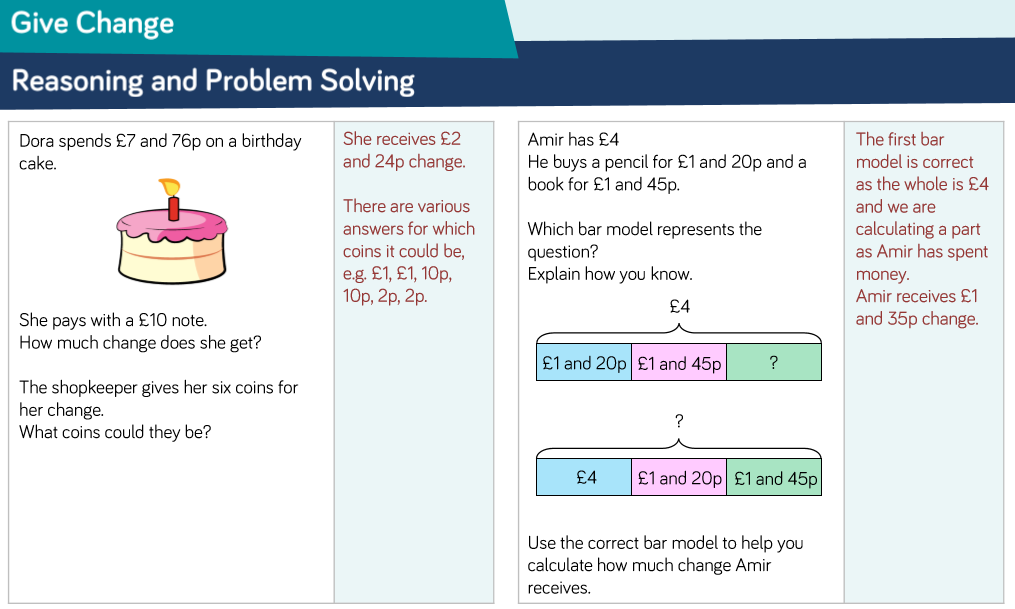 Give Change
Reasoning and Problem Solving
Dora spends £7 and 76p on a birthday
cake.
She pays with a £10 note.
How much change does she get?
The shopkeeper gives her six coins for
her change.
What coins could they be?
She receives £2
and 24p change.
There are various
answers for which
coins it could be,
e.g. £1, £1, 10p,
10p, 2p, 2p.
Amir has £4
He buys a pencil for £1 and 20p and a
book for £1 and 45p.
Which bar model represents the
question?
Explain how you know.
£4
£1 and 20p £1 and 45p ?
?
£4 £1 and 20p £1 and 45p
Use the correct bar model to help you
calculate how much change Amir
receives.
The first bar
model is correct
as the whole is £4
and we are
calculating a part
as Amir has spent
money.
Amir receives £1
and 35p change.